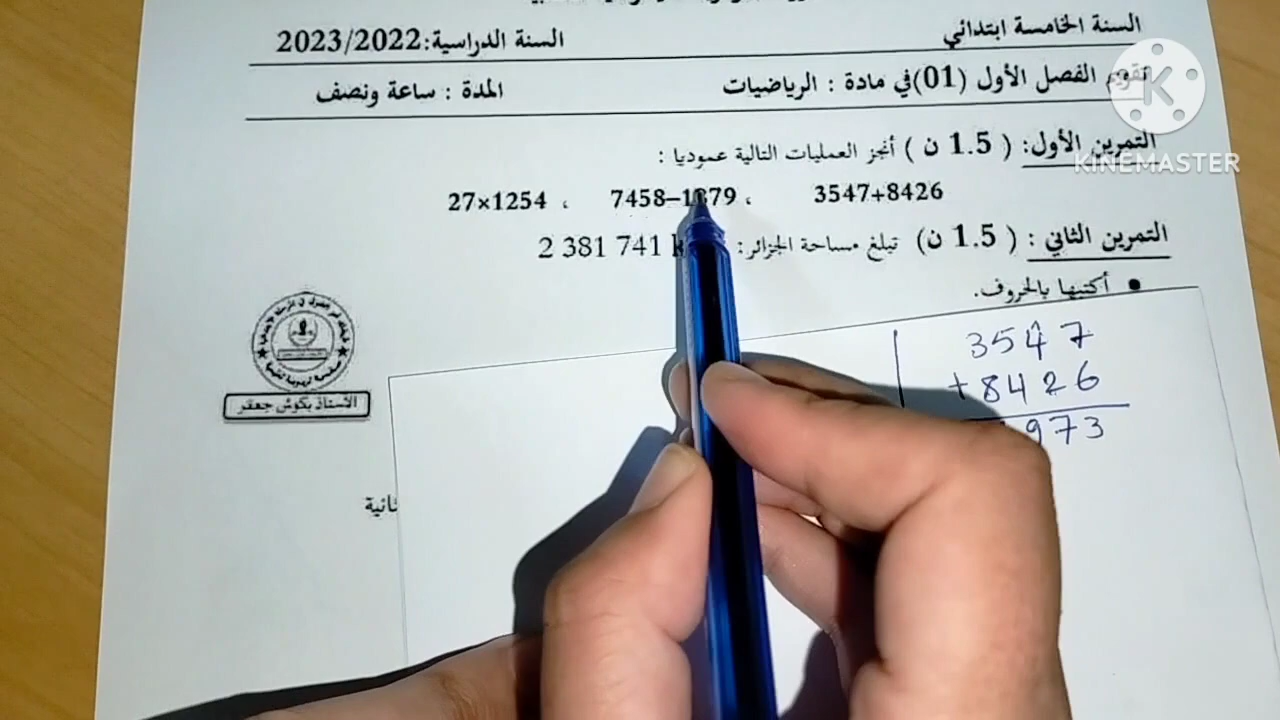 السنة الخامسة ابتدائي
السنة الدراسية:2023/2022
تقويم الفصل الأول (01)في مادة : الرياضيات
المدة : ساعة ونصف
KINEMASTER
التمرين الأول: ( 1.5 ن ) أنجز العمليات التالية عموديا :
3547+8426 ، 7458–1879 ، 27×1254
التمرين الثاني : ( 1.5 ن) تبلغ مساحة الجزائر: 2 381 741
أكتبها بالحروف.
3547
+8426
973
الأستاذ بكوش جعفر